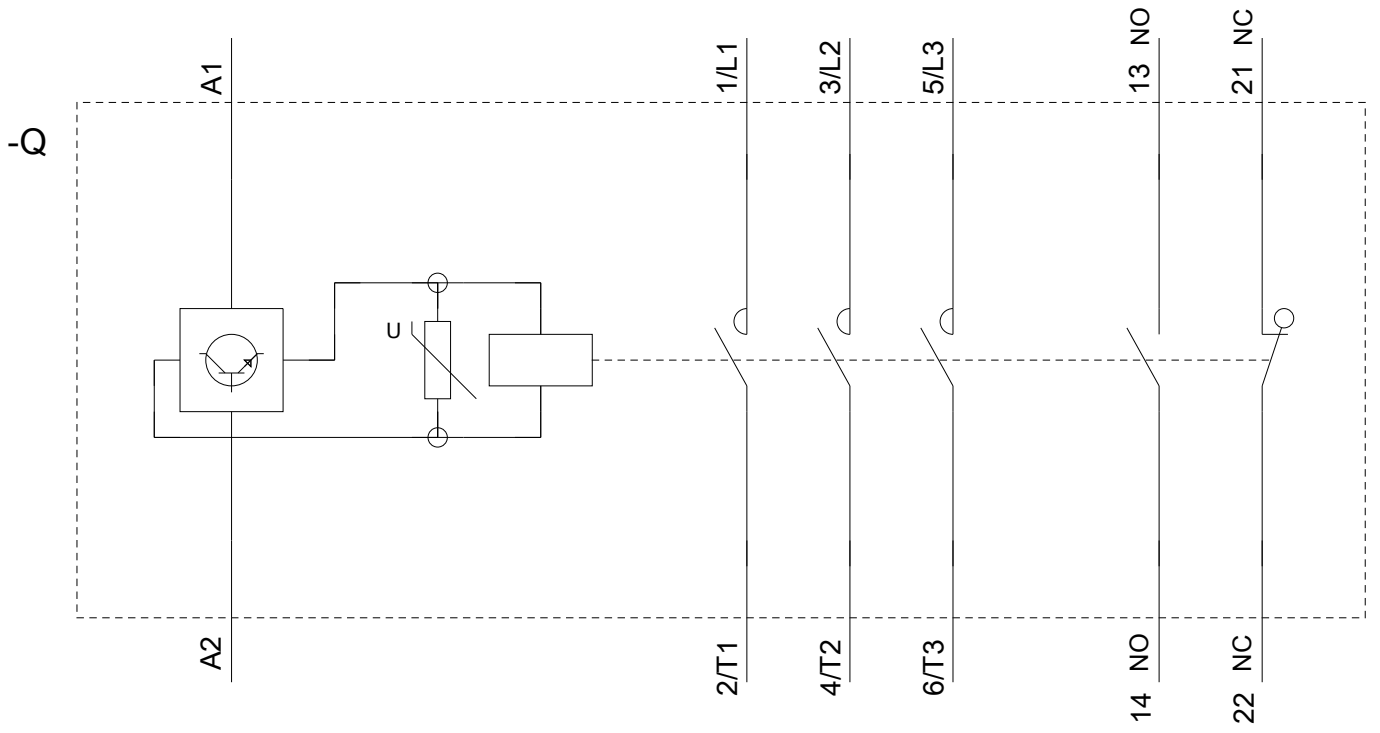 A1
1/L1
3/L2
5/L3
13 NO
21 NC
-Q
U
A2
2/T1
4/T2
6/T3
14 NO
22 NC